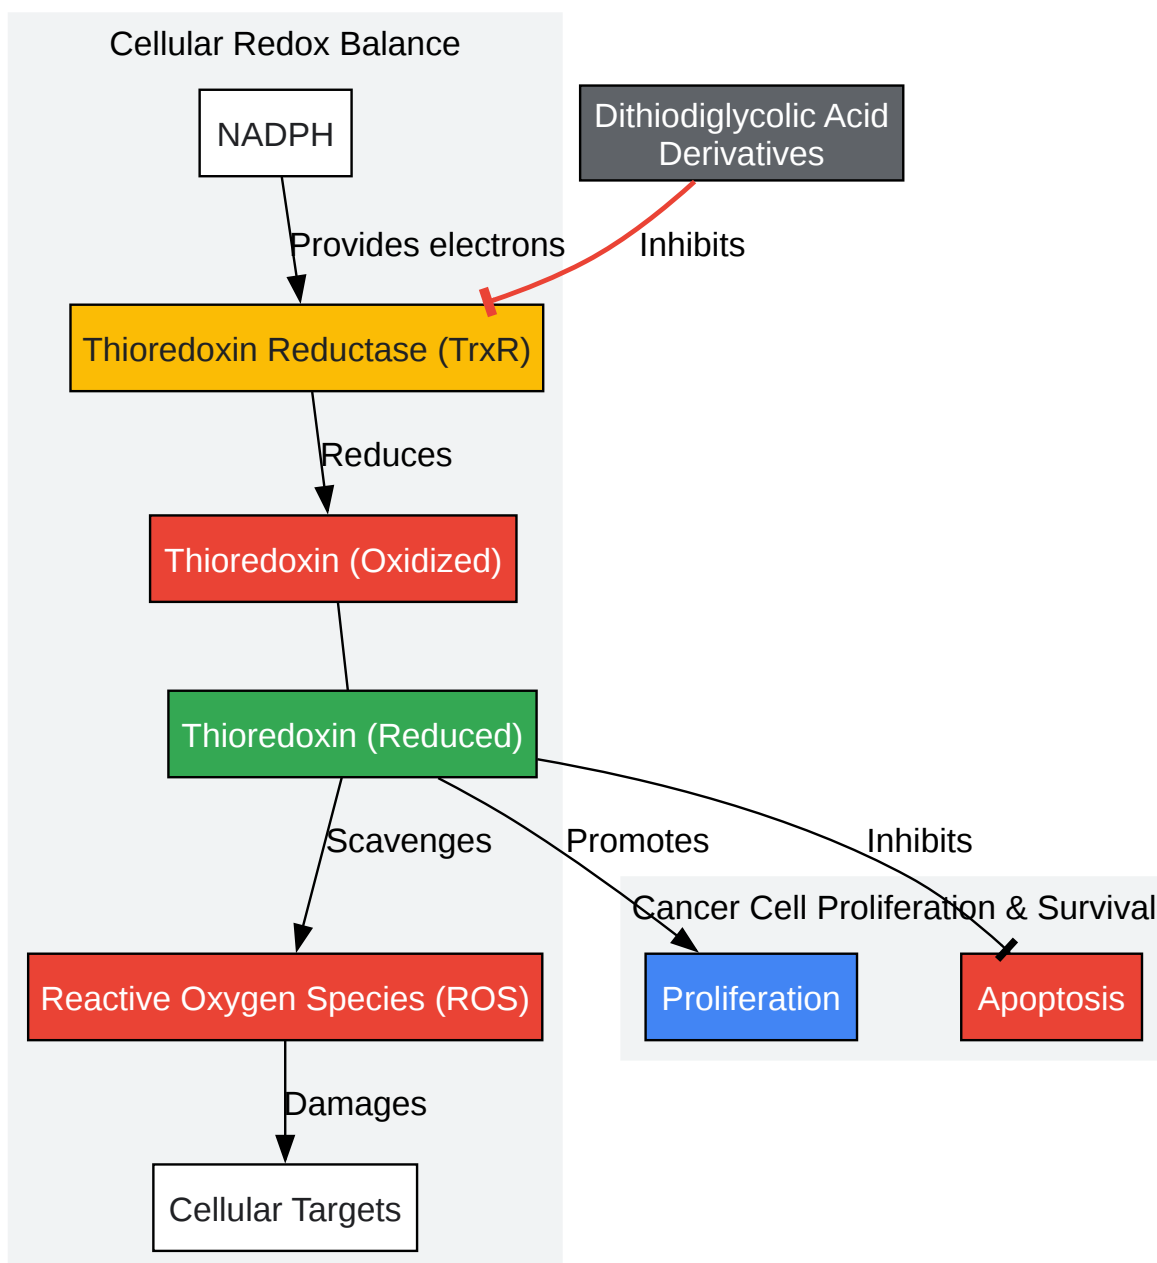 Cellular Redox Balance
NADPH
Dithiodiglycolic Acid
Derivatives
Provides electrons
Inhibits
Thioredoxin Reductase (TrxR)
Reduces
Thioredoxin (Oxidized)
Thioredoxin (Reduced)
Scavenges
Promotes
Inhibits
Cancer Cell Proliferation & Survival
Reactive Oxygen Species (ROS)
Proliferation
Apoptosis
Damages
Cellular Targets